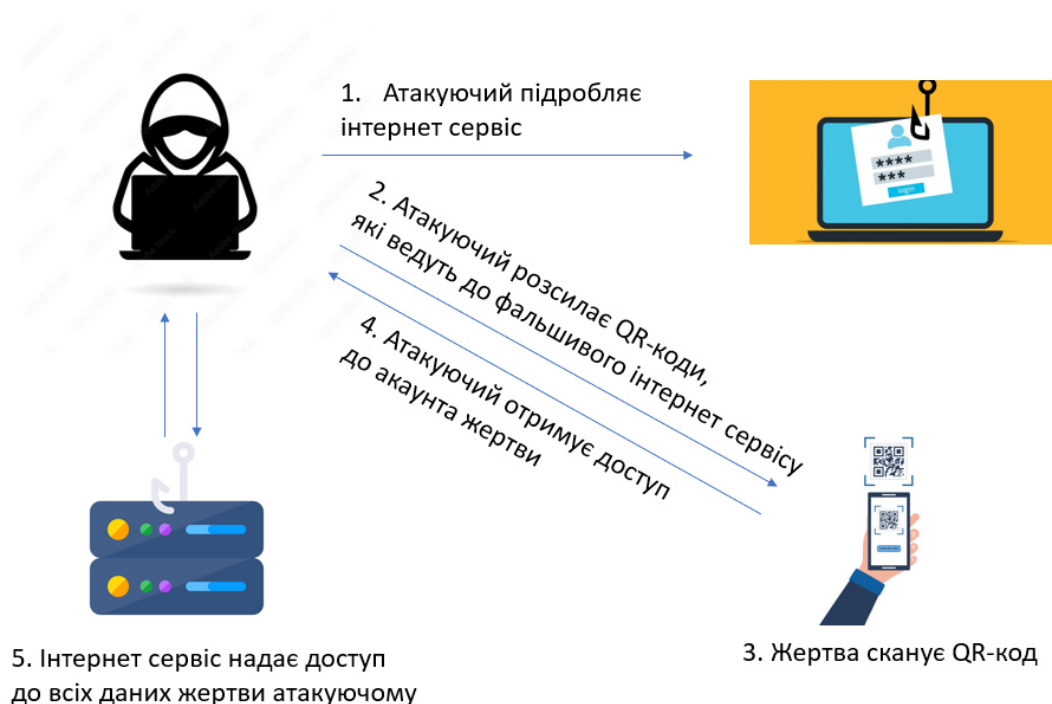 1. Атакуючий підробляє
інтернет сервіс
2. Атакуючий розсилає QR-коди,
які ведуть до фальшивого інтернет сервісу
4. Атакуючий отримує доступ
до акаунта жертви
****
***
login
3. Жертва сканує QR-код
5. Інтернет сервіс надає доступ
до всіх даних жертви атакуючому